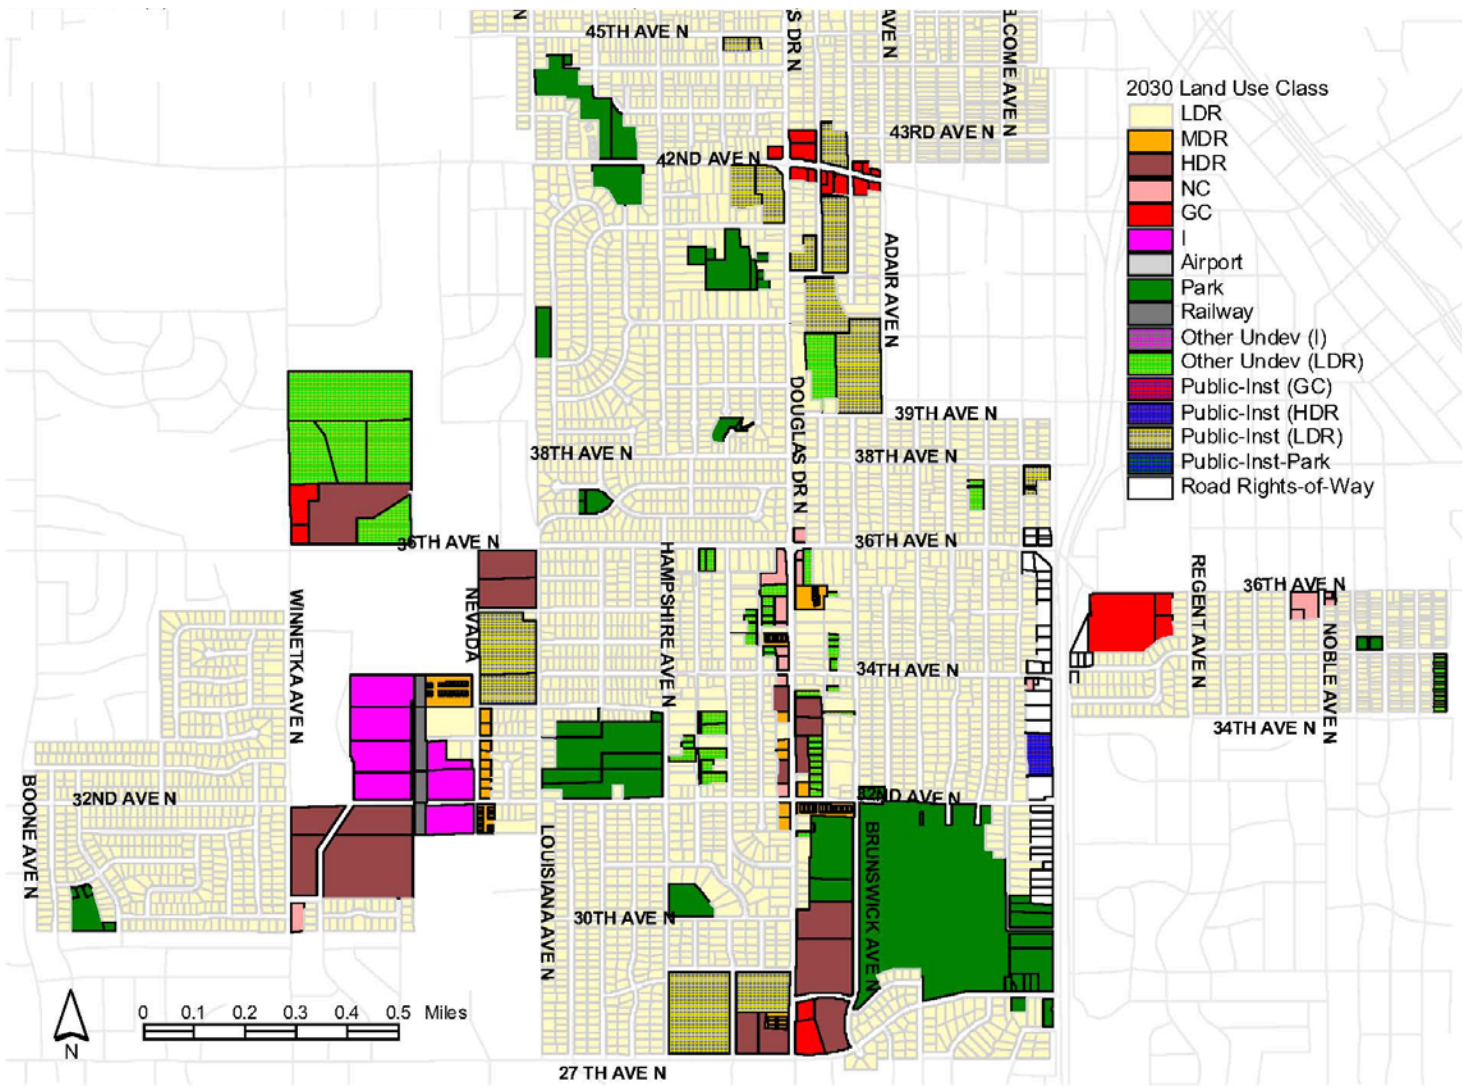 45TH AVE N
N
S DR N
AVE N
ELCOME AVE N
2030 Land Use Class
LDR
MDR
HDR
NC
GC
I
Airport
Park
Railway
Other Undev (I)
Other Undev (LDR)
Public-Inst (GC)
Public-Inst (HDR
Public-Inst (LDR)
Public-Inst-Park
Road Rights-of-Way
43RD AVE N
42ND AVE N
ADAIR AVE N
DOUGLAS DR N
39TH AVE N
38TH AVE N
38TH AVE N
36TH AVE N
36TH AVE N
36TH AVE N
HAMPSHIRE AVE N
REGENT AVE N
WINNETKA AVE N
NEVADA
NOBLE AVE N
34TH AVE N
34TH AVE N
BOONE AVE N
32ND AVE N
32ND AVE N
LOUISIANA AVE N
BRUNSWICK AVE N
30TH AVE N
0 0.1 0.2 0.3 0.4 0.5 Miles
N
27 TH AVE N